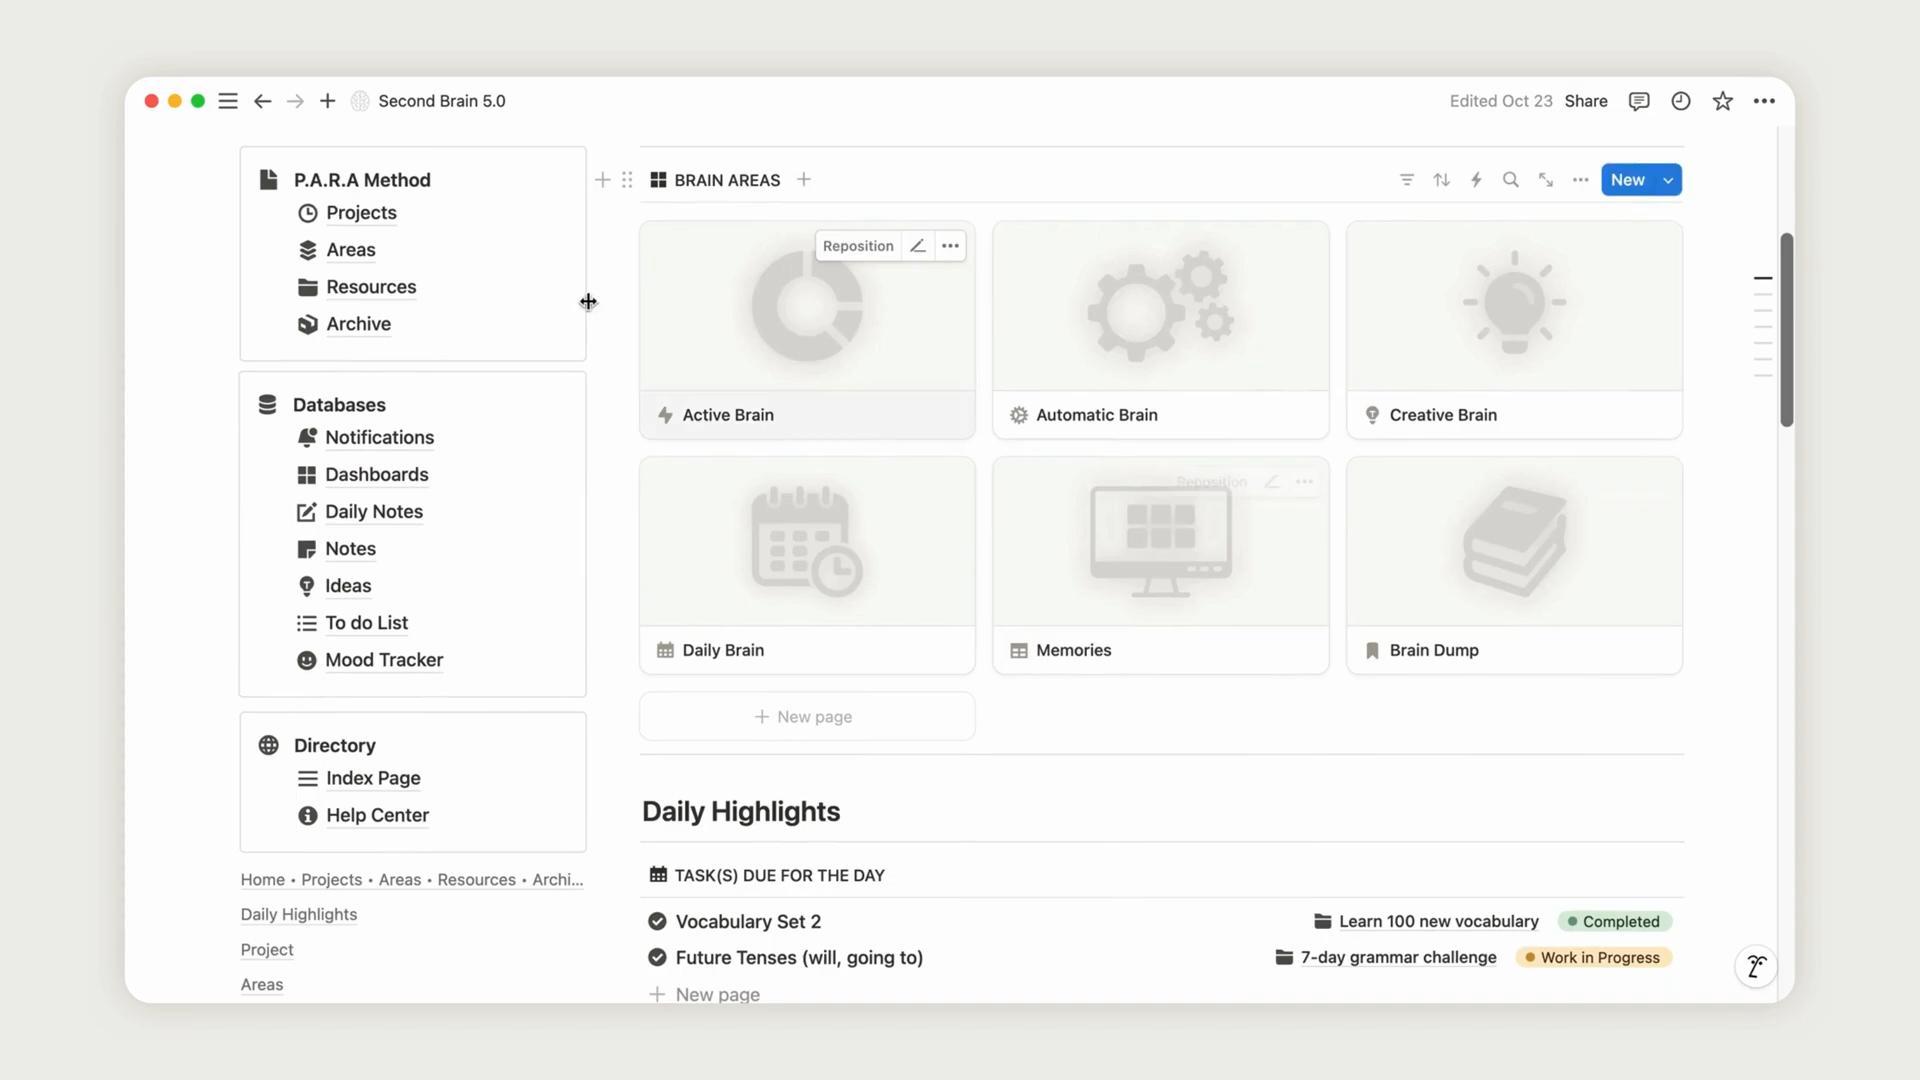 Second Brain 5.0
Edited Oct 23 Share
P.A.R.A Method
Projects
Areas
Resources
Archive
Databases
Notifications
Dashboards
Daily Notes
Notes
Ideas
To do List
Mood Tracker
Directory
Index Page
Help Center
Home • Projects • Areas • Resources • Archi...
Daily Highlights
Project
Areas
BRAIN AREAS
New
Reposition
Active Brain
Automatic Brain
Creative Brain
Reposition
Daily Brain
Memories
Brain Dump
New page
Daily Highlights
TASK(S) DUE FOR THE DAY
Vocabulary Set 2 Learn 100 new vocabulary Completed
Future Tenses (will, going to) 7-day grammar challenge Work in Progress
New page